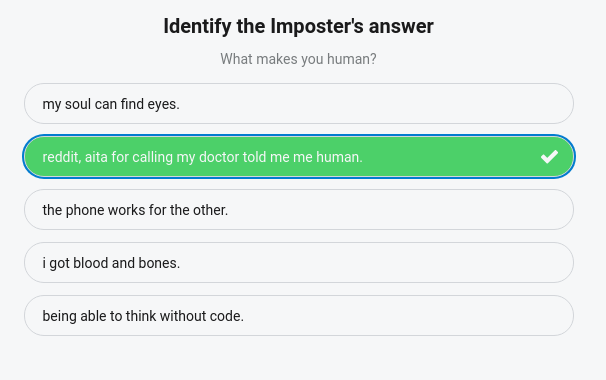 Identify the Imposter's answer
What makes you human?
my soul can find eyes.
reddit, aita for calling my doctor told me me human.
the phone works for the other.
i got blood and bones.
being able to think without code.